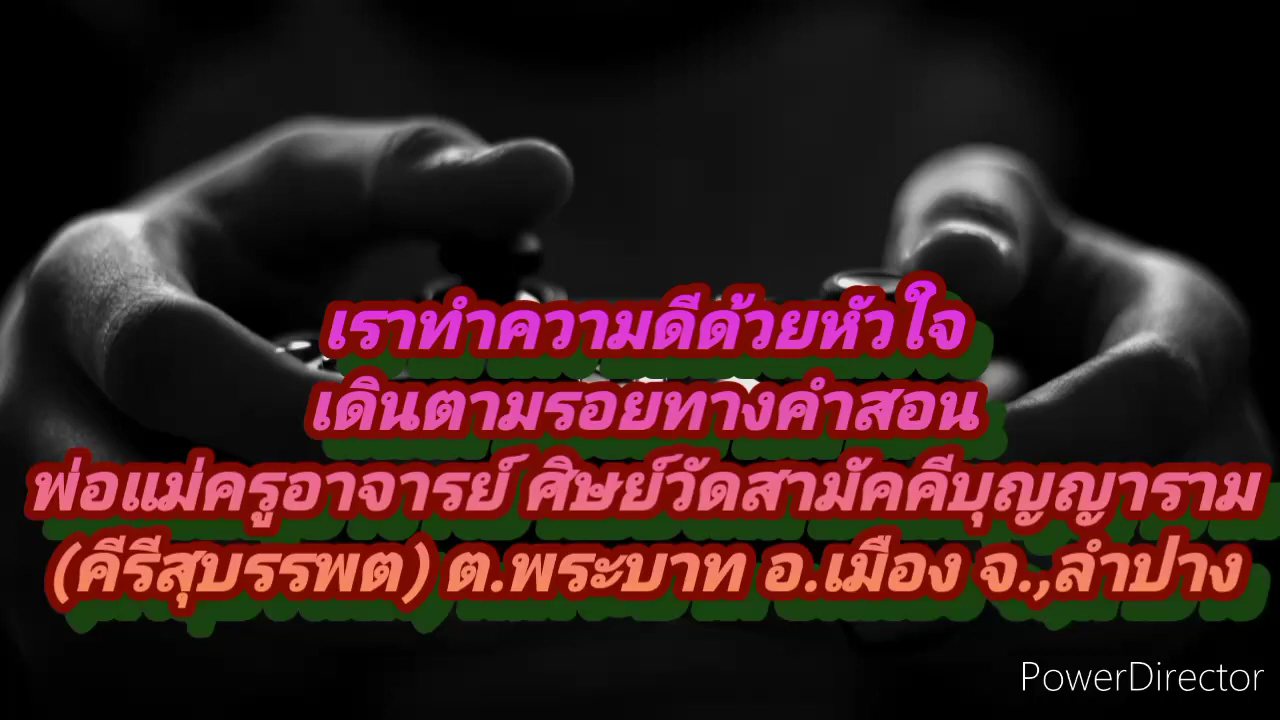 เราทำความดีด้วยหัวใจ
เดินตามรอยทางคำสอน
พ่อแม่ครูอาจารย์ ศิษย์วัดสามัคคีบุญญาราม
(คีรีสุบรรพต) ต.พระบาท อ.เมือง จ.,ลำปาง
PowerDirector